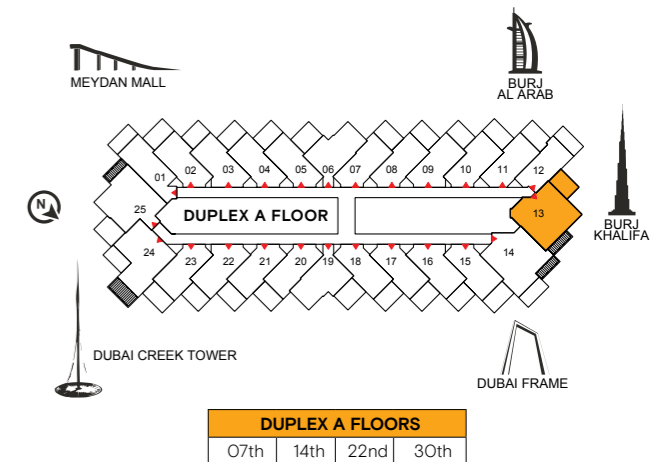 MEYDAN MALL
BURJ
AL ARAB
01 02 03 04 05 06 07 08 09 10 11 12
N
25
DUPLEX A FLOOR
13
BURJ
KHALIFA
24 23 22 21 20 19 18 17 16 15 14
DUBAI CREEK TOWER
DUBAI FRAME
DUPLEX A FLOORS
07th 14th 22nd 30th